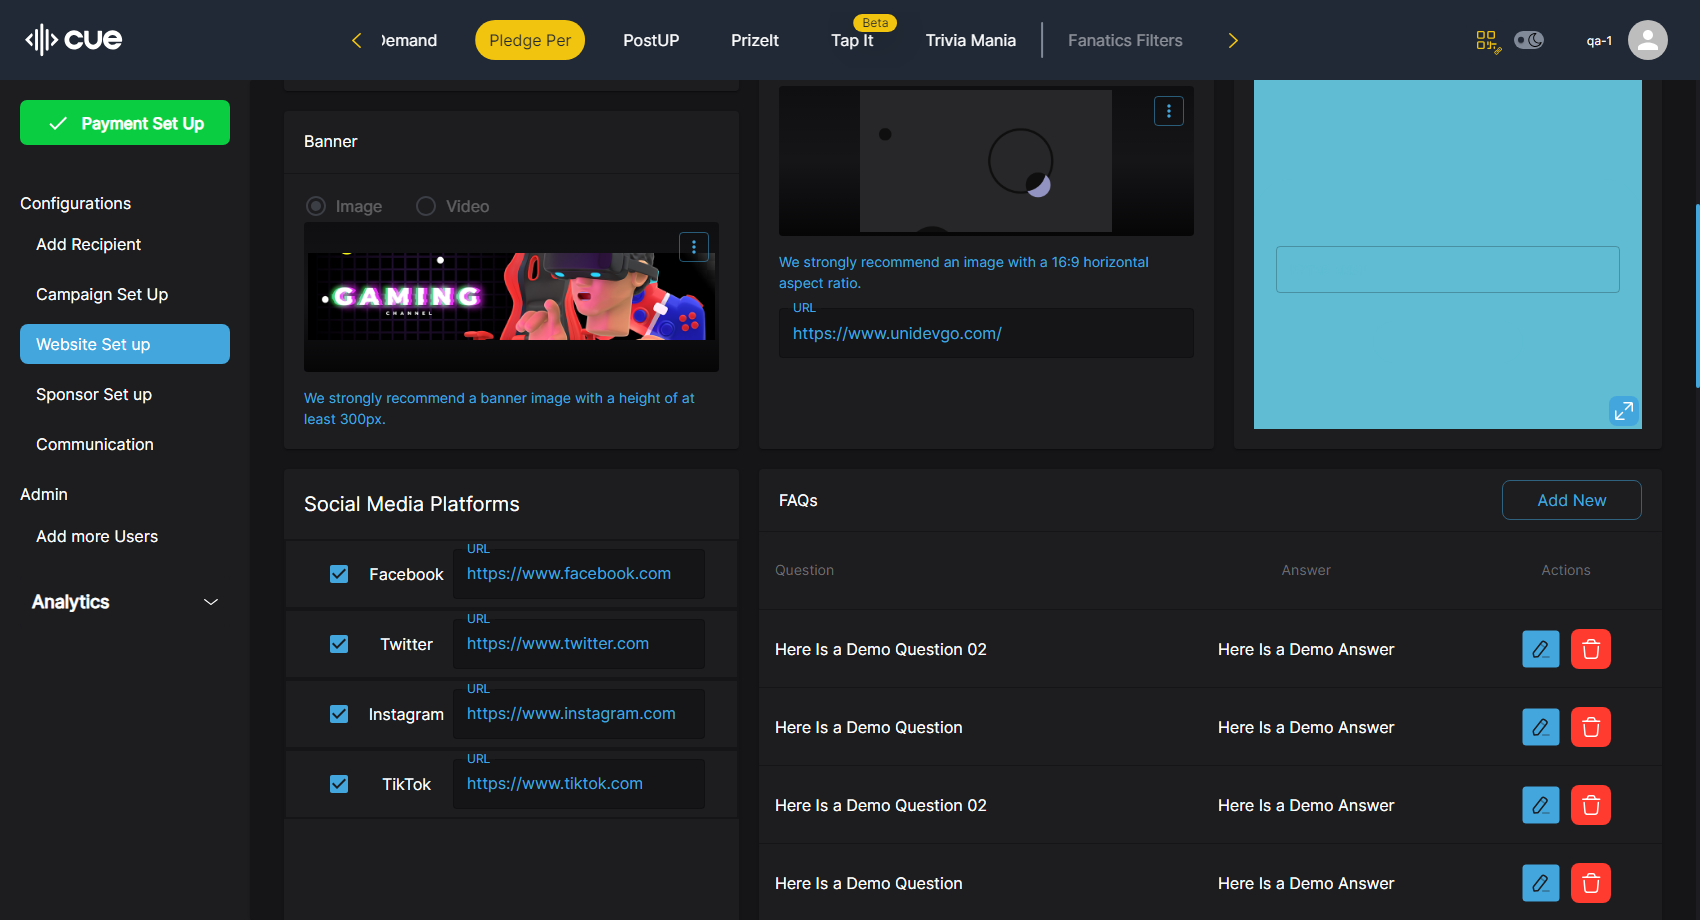 cue
Demand
Pledge Per
PostUP
PrizeIt
Beta
Tap It
Trivia Mania
Fanatics Filters
qa-1
Payment Set Up
Configurations
Add Recipient
Campaign Set Up
Website Set up
Sponsor Set up
Communication
Admin
Add more Users
Analytics
Banner
Image
Video
GAMING
CHANNEL
We strongly recommend a banner image with a height of at
least 300px.
We strongly recommend an image with a 16:9 horizontal
aspect ratio.
URL
https://www.unidevgo.com/
Social Media Platforms
Facebook
URL
https://www.facebook.com
Twitter
URL
https://www.twitter.com
Instagram
URL
https://www.instagram.com
TikTok
URL
https://www.tiktok.com
FAQs
Add New
Question Answer Actions
Here Is a Demo Question 02 Here Is a Demo Answer
Here Is a Demo Question Here Is a Demo Answer
Here Is a Demo Question 02 Here Is a Demo Answer
Here Is a Demo Question Here Is a Demo Answer